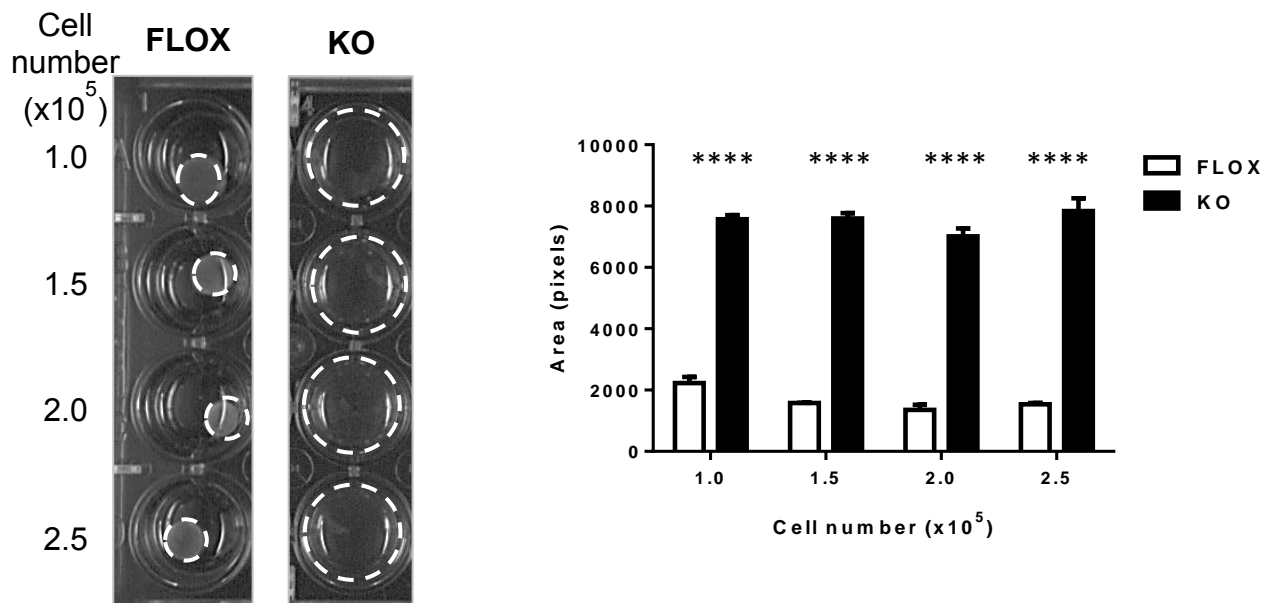 Cell number (x10⁵)
FLOX
KO
1.0
1.5
2.0
2.5
4
Area (pixels)
10000
8000
6000
4000
2000
0
****
****
****
****
1.0
1.5
2.0
2.5
Cell number (x10⁵)
FLOX
KO